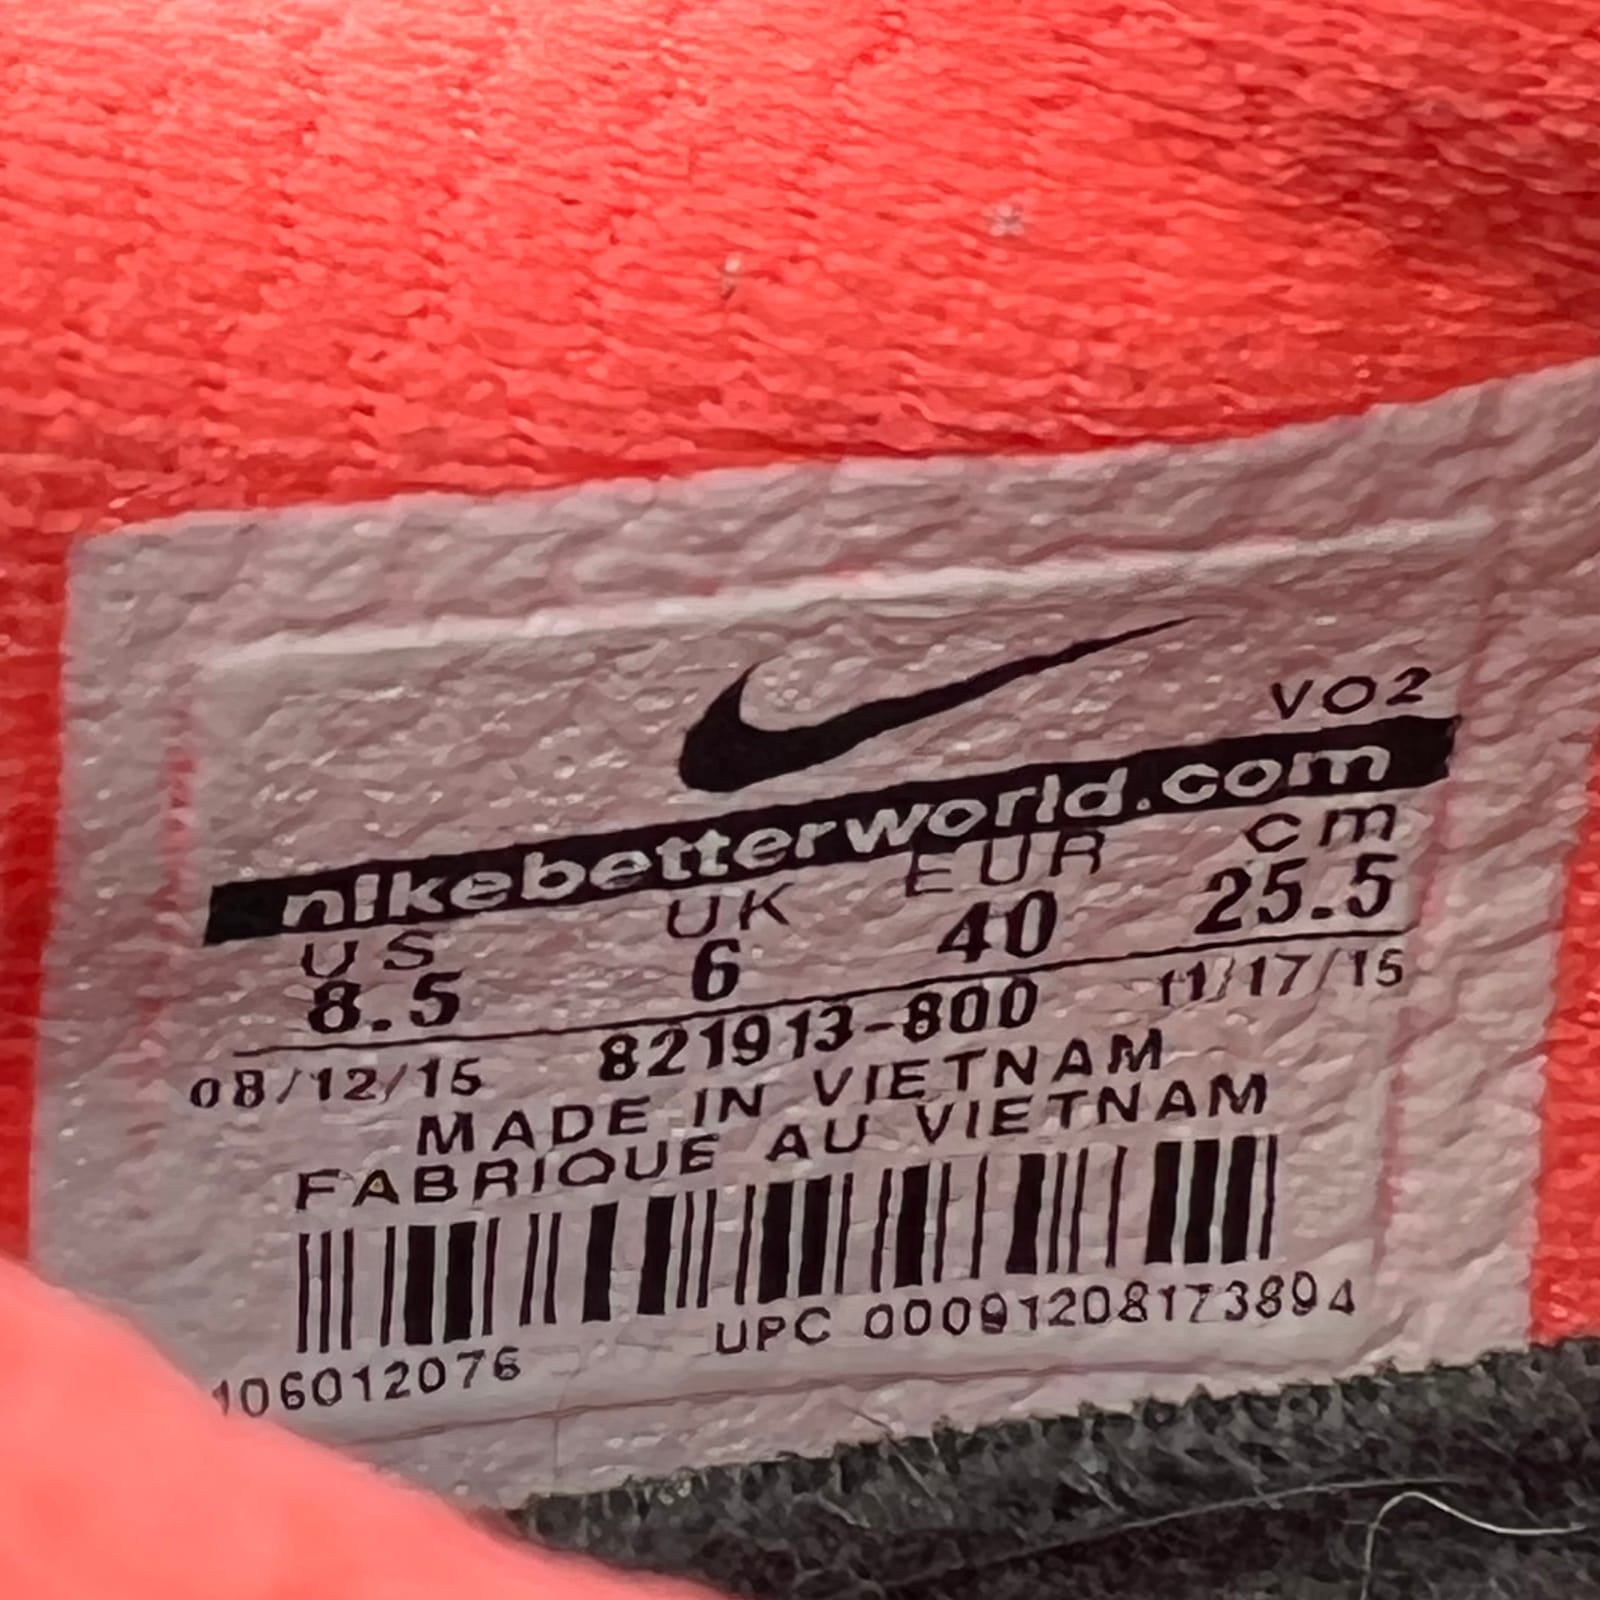 VO2
nikebetterworld.com
US UK EUR cm
8.5 6 40 25.5
08/12/15 821913-800 11/17/15
MADE IN VIETNAM
FABRIQUE AU VIETNAM
106012076 UPC 00091208173894